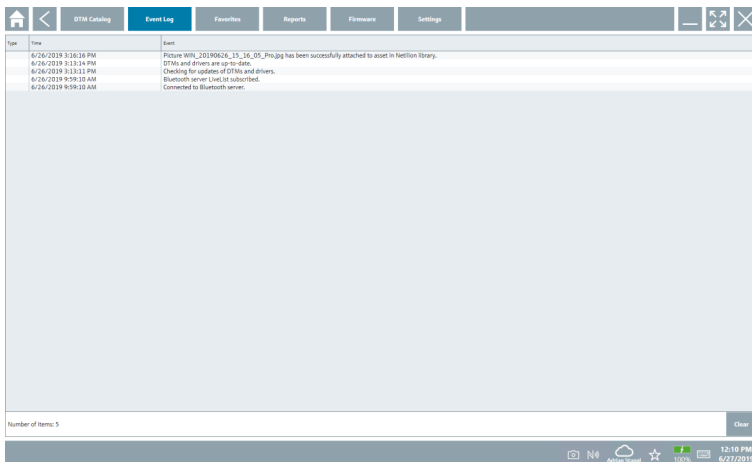 DTM Catalog Event Log Favorites Reports Firmware Settings
Type Time Event
6/26/2019 3:16:16 PM Picture WIN_20190626_15_16_05_Pro.jpg has been successfully attached to asset in Netilion library.
6/26/2019 3:13:14 PM DTMs and drivers are up-to-date.
6/26/2019 3:13:11 PM Checking for updates of DTMs and drivers.
6/26/2019 9:59:10 AM Bluetooth server LiveList subscribed.
6/26/2019 9:59:10 AM Connected to Bluetooth server.
Number of items: 5 Clear
100% 12:10 PM
6/27/2019